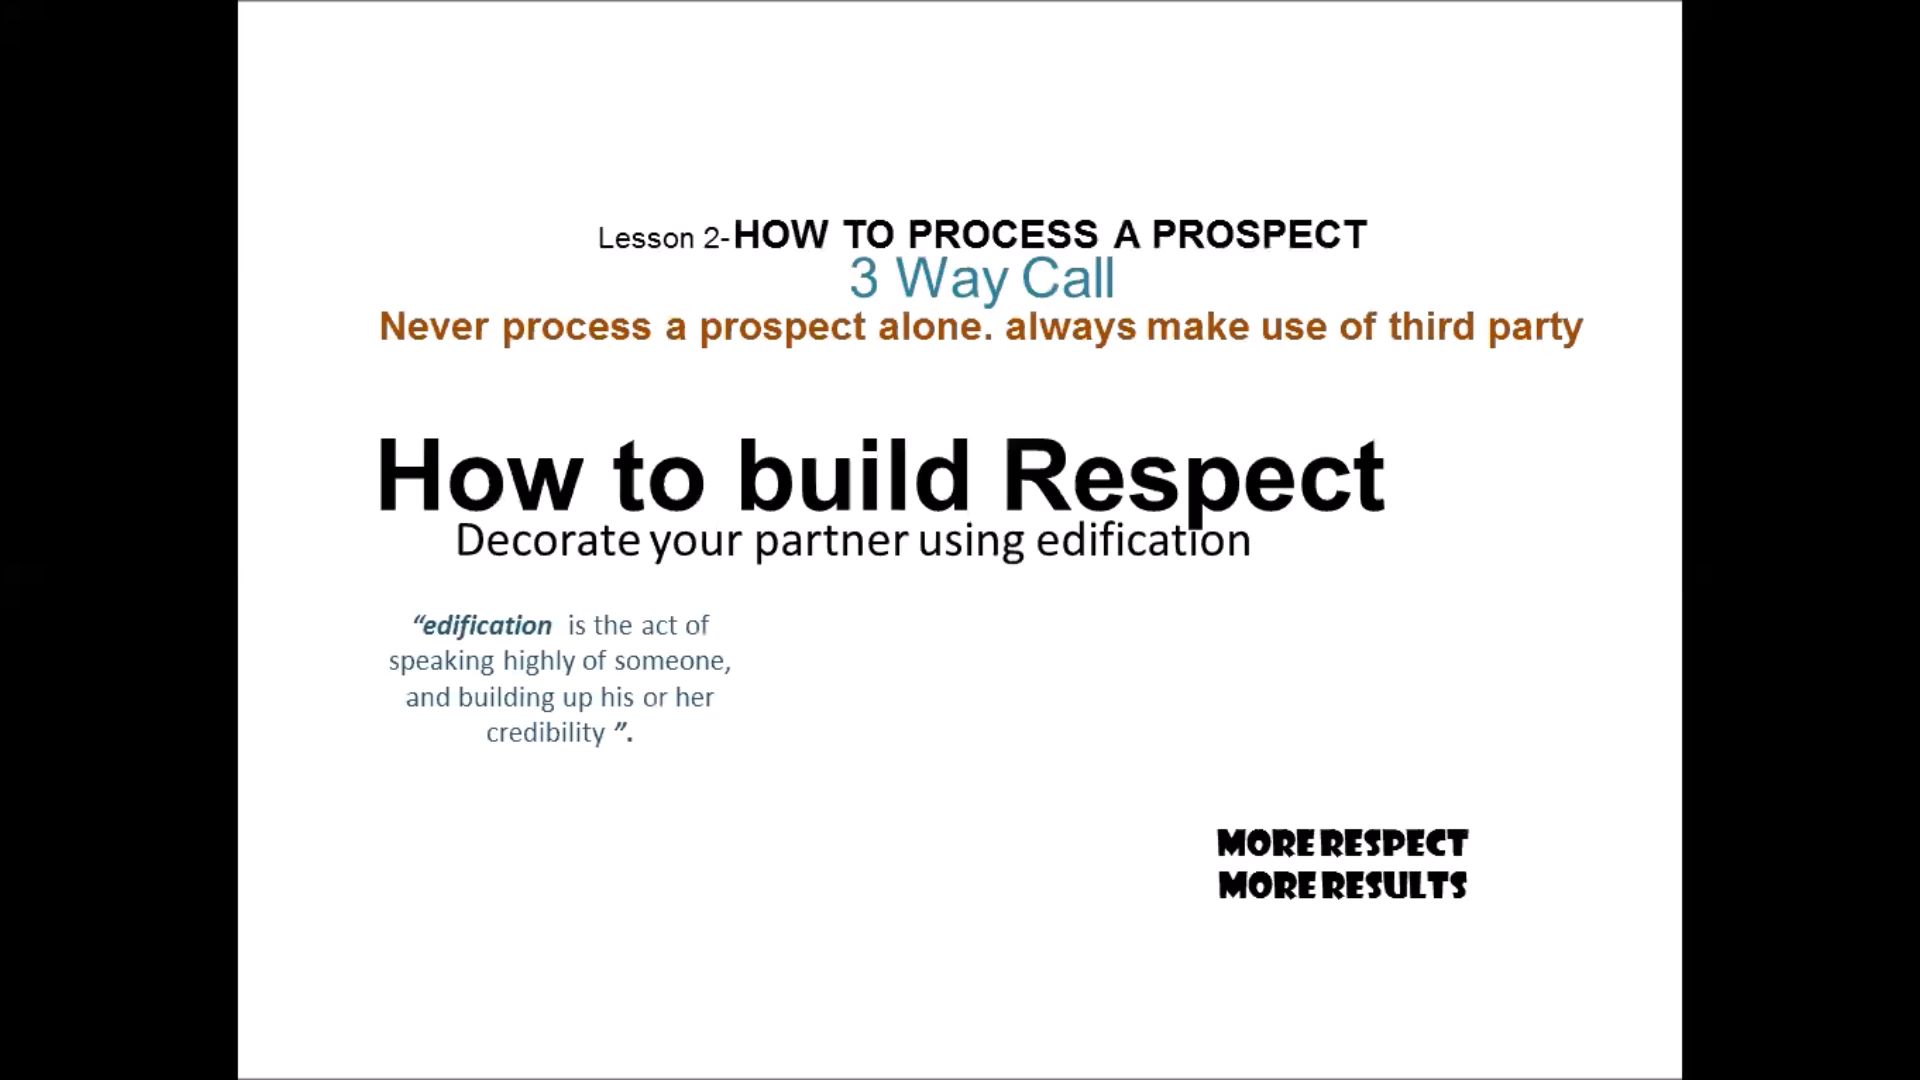 Lesson 2-HOW TO PROCESS A PROSPECT
3 Way Call
Never process a prospect alone. always make use of third party
How to build Respect
Decorate your partner using edification
“edification is the act of
speaking highly of someone,
and building up his or her
credibility ”.
MORE RESPECT
MORE RESULTS